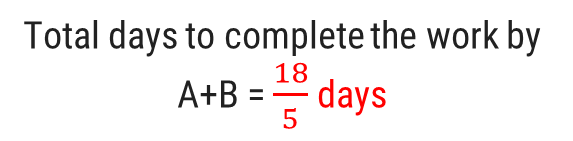 Total days to complete the work by
A+B = 18/5 days